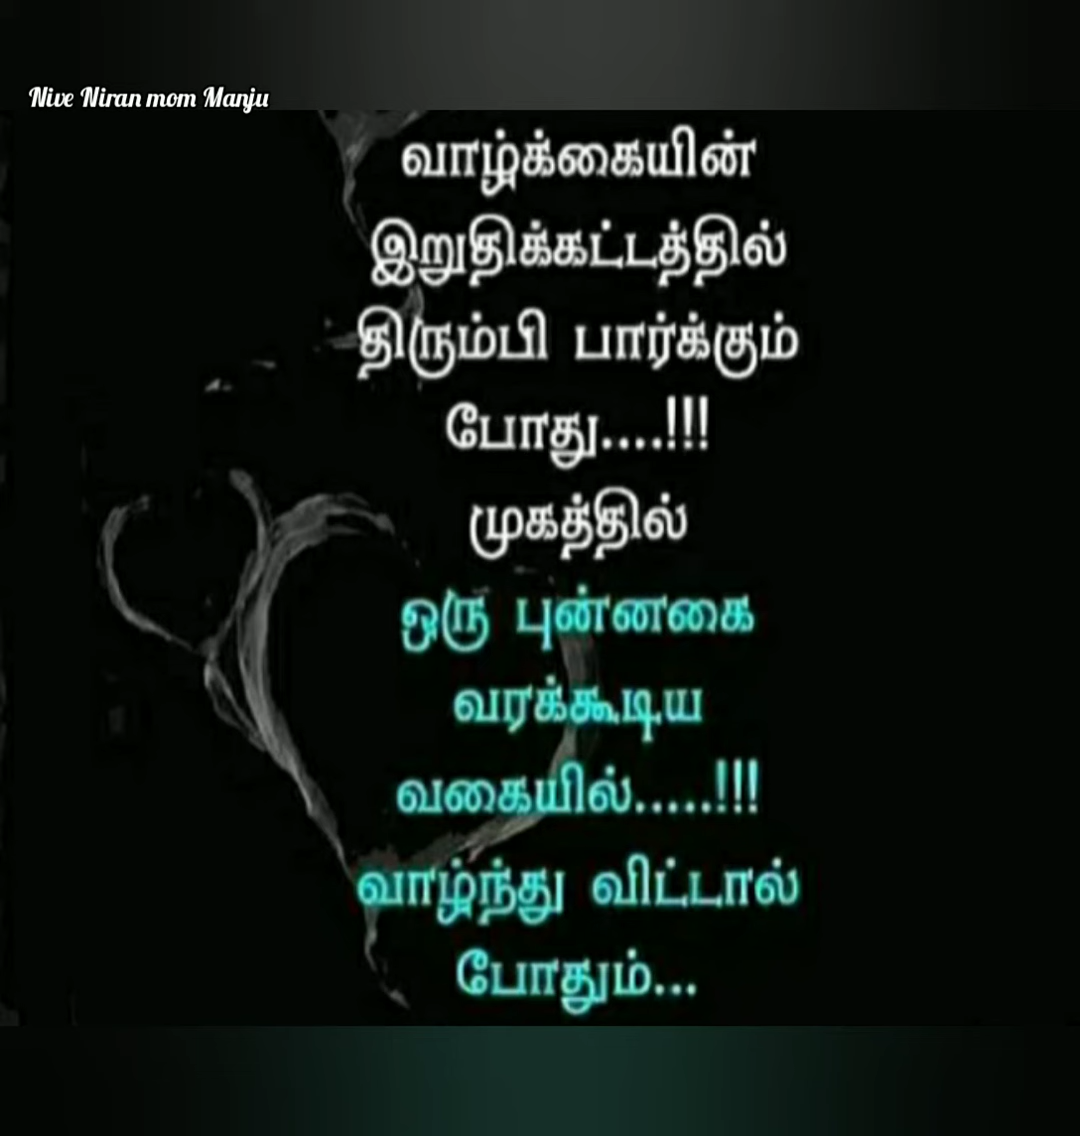 Nive Niran mom Manju
வாழ்க்கையின்
இறுதிக்கட்டத்தில்
திரும்பி பார்க்கும்
போது....!!!
முகத்தில்
ஒரு புன்னகை
வரக்கூடிய
வகையில்.....!!!
வாழ்ந்து விட்டால்
போதும்...